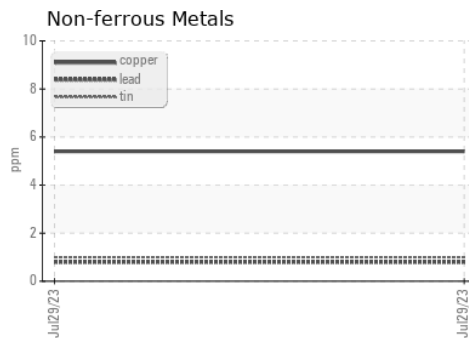 Non-ferrous Metals
10
8
6
4
2
0
ppm
copper
lead
tin
Jul29/23
Jul29/23